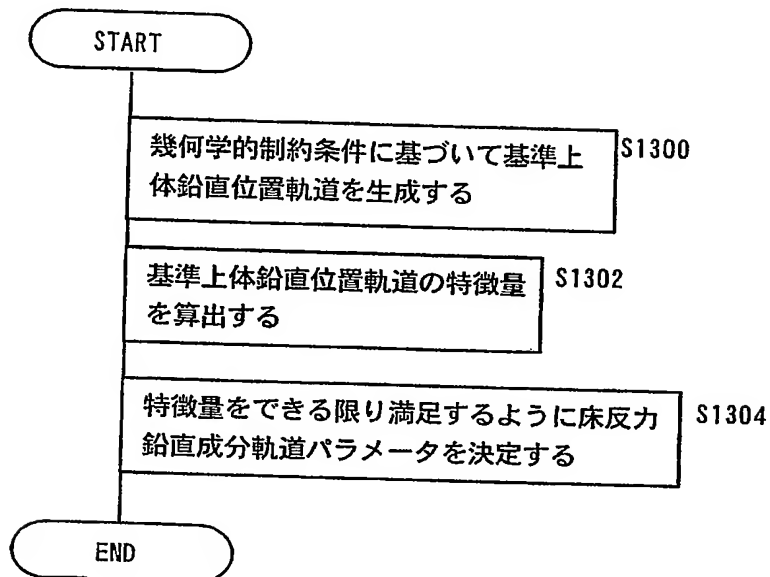 START
幾何学的制約条件に基づいて基準上
体鉛直位置軌道を生成する
S1300
基準上体鉛直位置軌道の特徴量
を算出する
S1302
特徴量をできる限り満足するように床反力
鉛直成分軌道パラメータを決定する
S1304
END